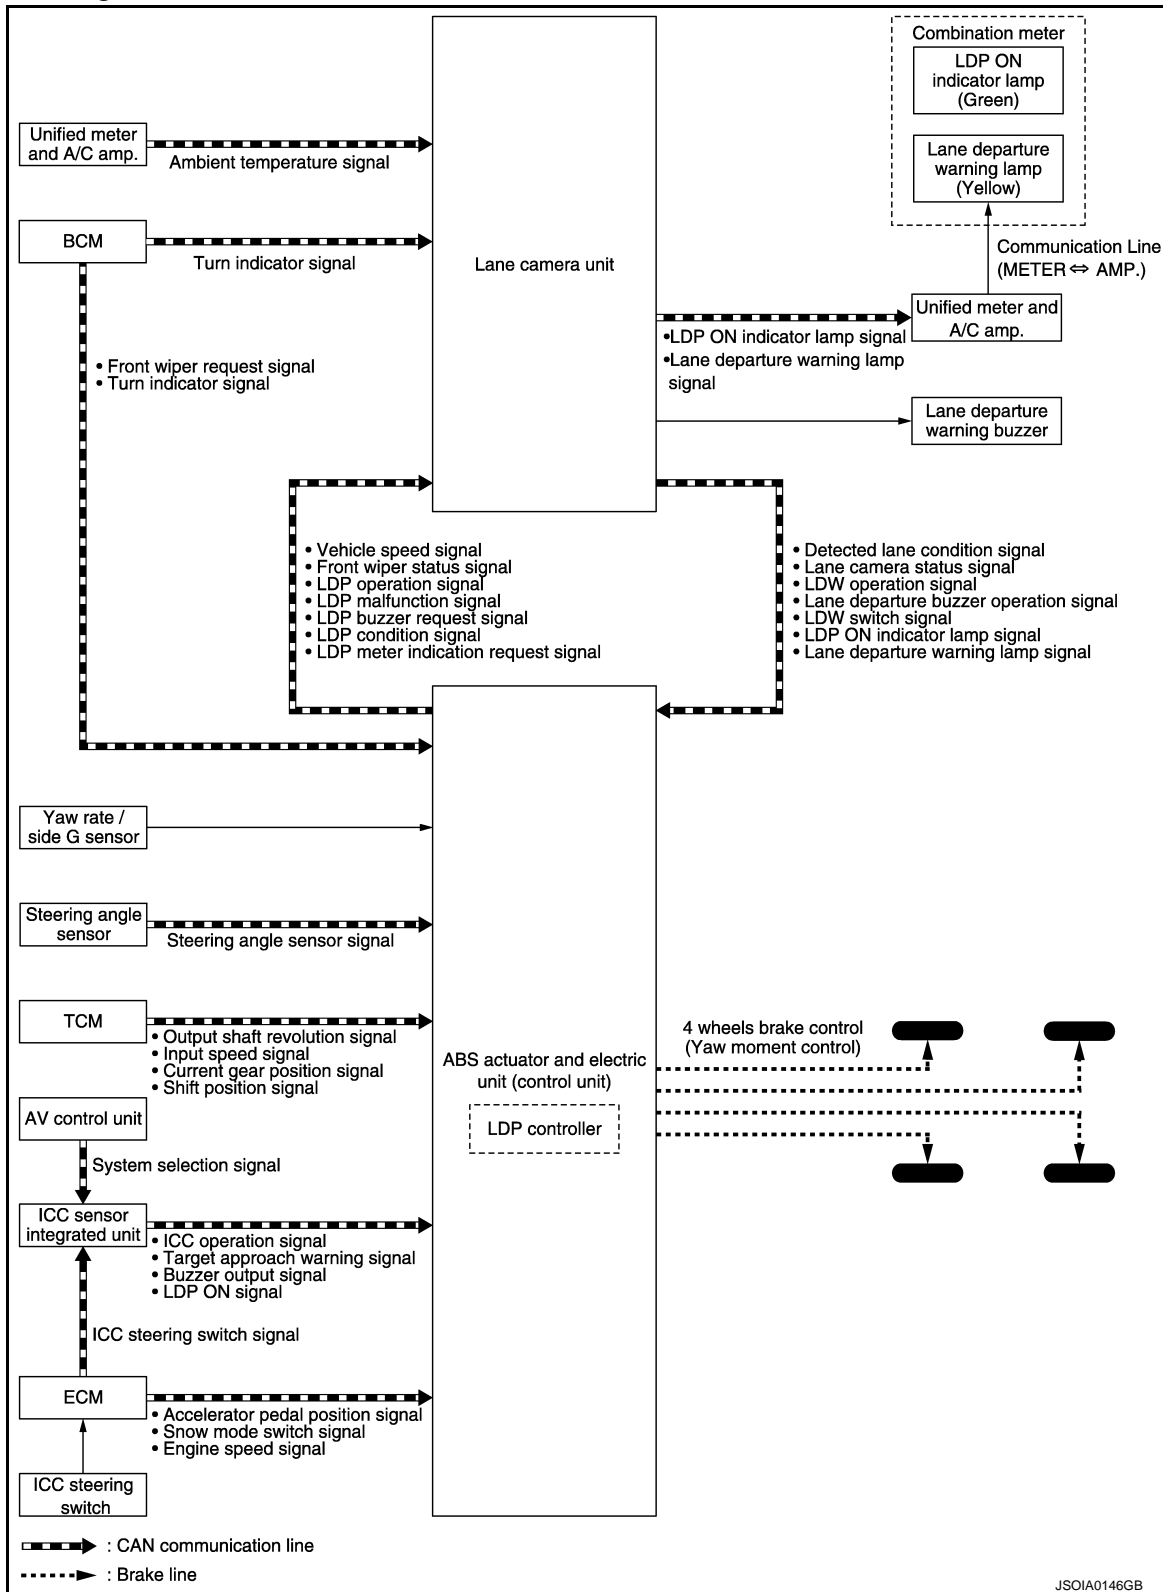 Combination meter
LDP ON
indicator lamp
(Green)
Lane departure
warning lamp
(Yellow)
Communication Line
(METER ⇔ AMP.)
Unified meter
and A/C amp.
Ambient temperature signal
BCM
Turn indicator signal
Lane camera unit
• Front wiper request signal
• Turn indicator signal
Unified meter and
A/C amp.
•LDP ON indicator lamp signal
•Lane departure warning lamp
signal
Lane departure
warning buzzer
• Vehicle speed signal
• Front wiper status signal
• LDP operation signal
• LDP malfunction signal
• LDP buzzer request signal
• LDP condition signal
• LDP meter indication request signal
• Detected lane condition signal
• Lane camera status signal
• LDW operation signal
• Lane departure buzzer operation signal
• LDW switch signal
• LDP ON indicator lamp signal
• Lane departure warning lamp signal
Yaw rate /
side G sensor
Steering angle
sensor
Steering angle sensor signal
TCM
• Output shaft revolution signal
• Input speed signal
• Current gear position signal
• Shift position signal
ABS actuator and electric
unit (control unit)
LDP controller
4 wheels brake control
(Yaw moment control)
AV control unit
System selection signal
ICC sensor
integrated unit
• ICC operation signal
• Target approach warning signal
• Buzzer output signal
• LDP ON signal
ICC steering switch signal
ECM
• Accelerator pedal position signal
• Snow mode switch signal
• Engine speed signal
ICC steering
switch
: CAN communication line
: Brake line
JSOIA0146GB